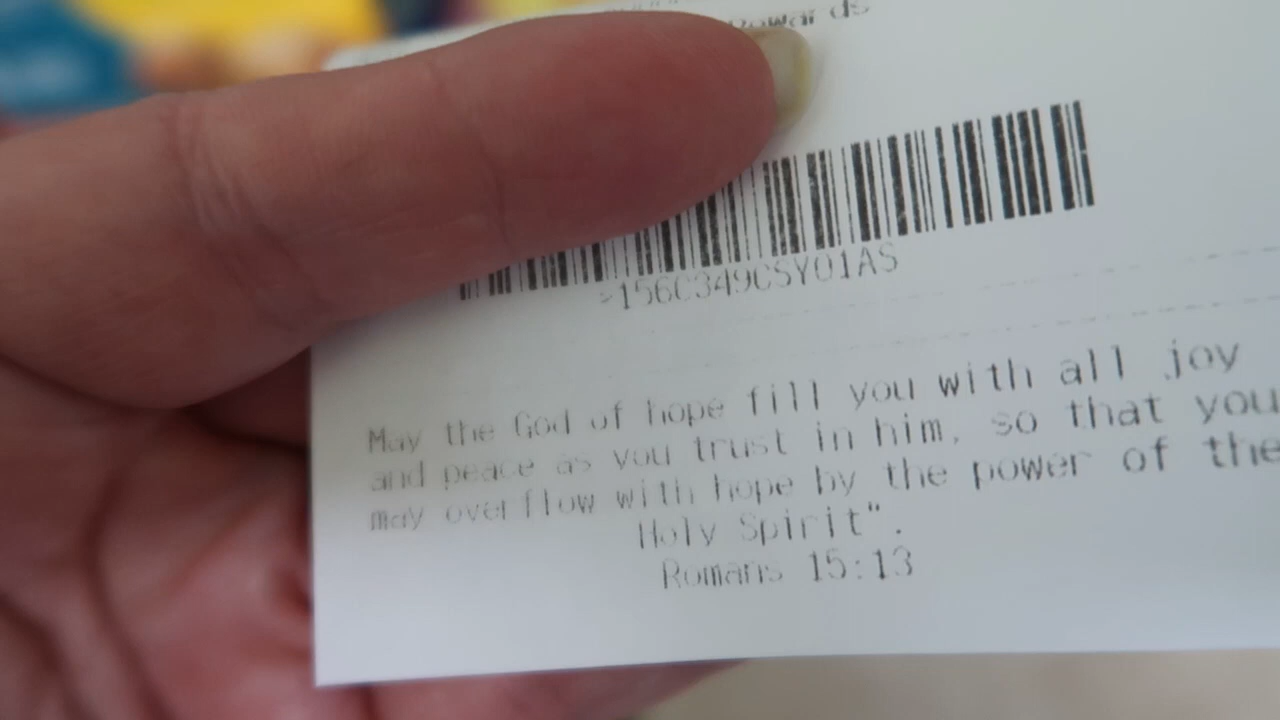 >156C349CSY01AS
May the God of hope fill you with all joy
and peace as you trust in him, so that you
may overflow with hope by the power of the
Holy Spirit".
Romans 15:13